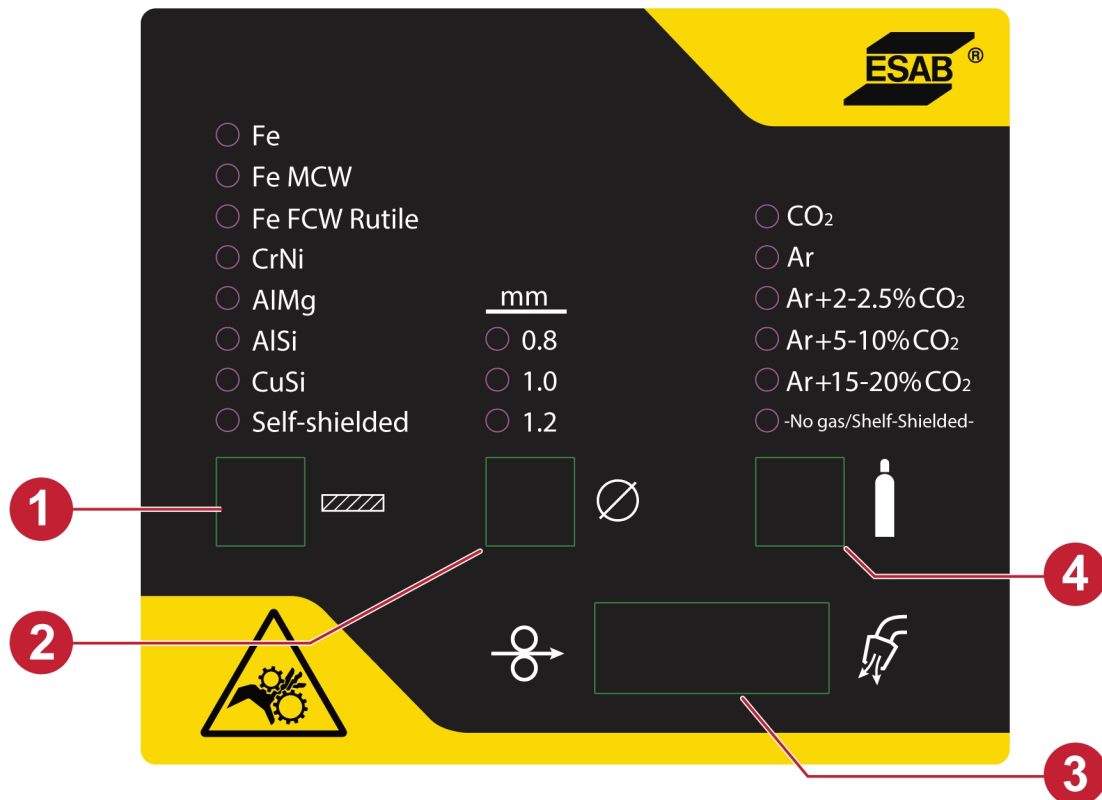 ESAB ®
Fe
Fe MCW
Fe FCW Rutile
CrNi
AlMg
AlSi
CuSi
Self-shielded
mm
0.8
1.0
1.2
CO₂
Ar
Ar+2-2.5%CO₂
Ar+5-10%CO₂
Ar+15-20%CO₂
-No gas/Shelf-Shielded-
1
2
4
3